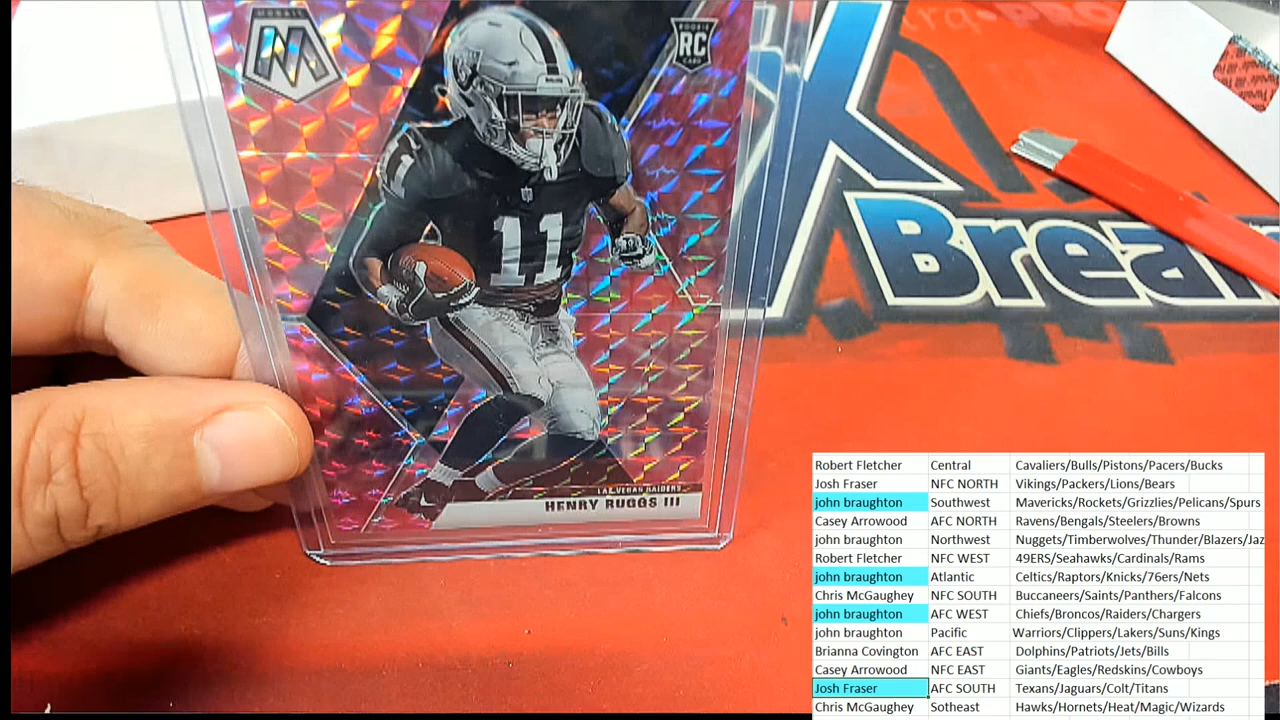 MOSAIC
M
ROOKIE
RC
CARD
11
11
LAS VEGAS RAIDERS
HENRY RUGGS III
Break
Robert Fletcher Central Cavaliers/Bulls/Pistons/Pacers/Bucks
Josh Fraser NFC NORTH Vikings/Packers/Lions/Bears
john braughton Southwest Mavericks/Rockets/Grizzlies/Pelicans/Spurs
Casey Arrowood AFC NORTH Ravens/Bengals/Steelers/Browns
john braughton Northwest Nuggets/Timberwolves/Thunder/Blazers/Jaz
Robert Fletcher NFC WEST 49ERS/Seahawks/Cardinals/Rams
john braughton Atlantic Celtics/Raptors/Knicks/76ers/Nets
Chris McGaughey NFC SOUTH Buccaneers/Saints/Panthers/Falcons
john braughton AFC WEST Chiefs/Broncos/Raiders/Chargers
john braughton Pacific Warriors/Clippers/Lakers/Suns/Kings
Brianna Covington AFC EAST Dolphins/Patriots/Jets/Bills
Casey Arrowood NFC EAST Giants/Eagles/Redskins/Cowboys
Josh Fraser AFC SOUTH Texans/Jaguars/Colt/Titans
Chris McGaughey Sotheast Hawks/Hornets/Heat/Magic/Wizards